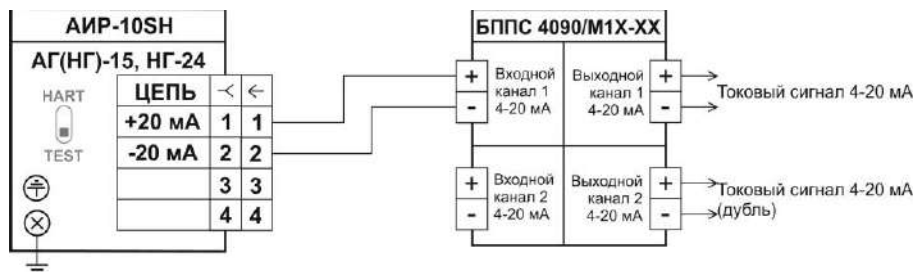 АИР-10SH
АГ(НГ)-15, НГ-24
HART
TEST
ЦЕПЬ
+20 мА 1 1
-20 мА 2 2
3 3
4 4
БППС 4090/М1Х-ХХ
+
-
Входной
канал 1
4-20 мА
Выходной
канал 1
4-20 мА
+
-
Токовый сигнал 4-20 мА
+
-
Входной
канал 2
4-20 мА
Выходной
канал 2
4-20 мА
+
-
Токовый сигнал 4-20 мА
(дубль)